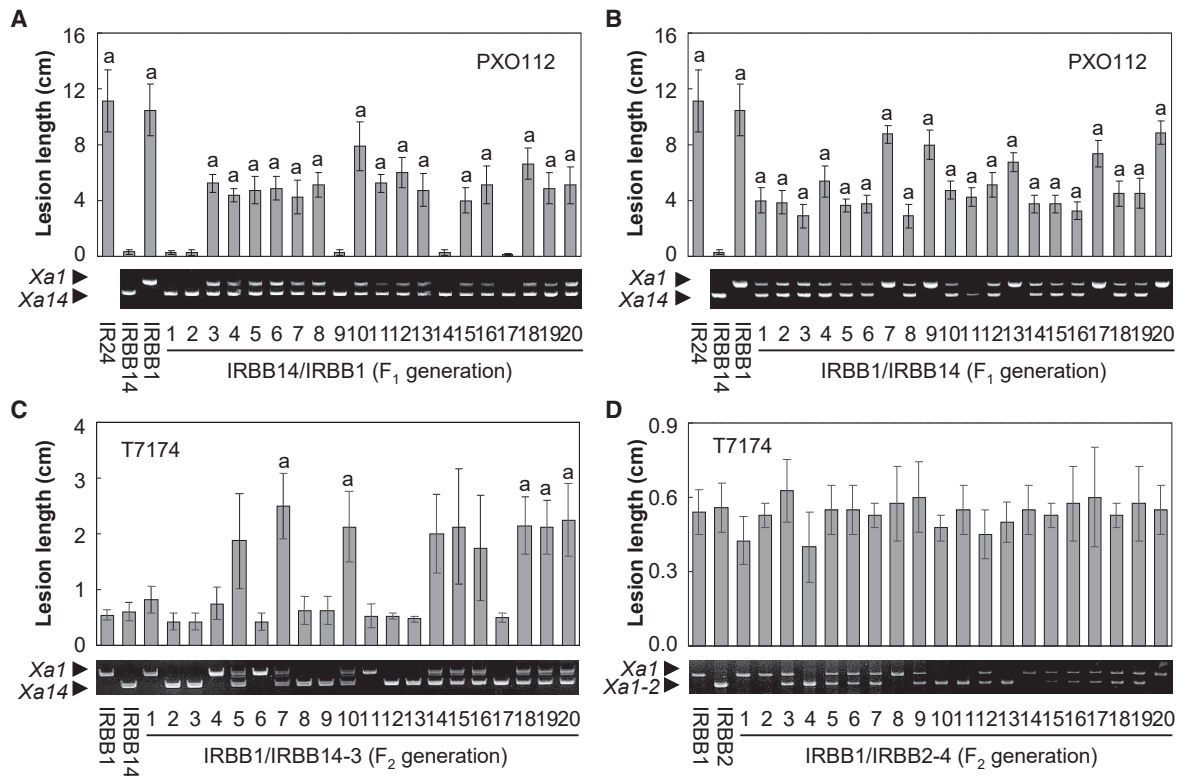 A
Lesion length (cm)
16
12
8
4
0
PXO112
a a a a a a a a a a a a a a a a a
Xa1 ►
Xa14 ►
IR24 IRBB14 IRBB1 1 2 3 4 5 6 7 8 9 10 11 12 13 14 15 16 17 18 19 20
IRBB14/IRBB1 (F1 generation)
B
Lesion length (cm)
16
12
8
4
0
PXO112
a a a a a a a a a a a a a a a a a a a a a a
Xa1 ►
Xa14 ►
IR24 IRBB14 IRBB1 1 2 3 4 5 6 7 8 9 10 11 12 13 14 15 16 17 18 19 20
IRBB1/IRBB14 (F1 generation)
C
Lesion length (cm)
4
3
2
1
0
T7174
a a a a a
Xa1 ►
Xa14 ►
IRBB1 IRBB14 1 2 3 4 5 6 7 8 9 10 11 12 13 14 15 16 17 18 19 20
IRBB1/IRBB14-3 (F2 generation)
D
Lesion length (cm)
0.9
0.6
0.3
0.0
T7174
Xa1 ►
Xa1-2 ►
IRBB1 IRBB2 1 2 3 4 5 6 7 8 9 10 11 12 13 14 15 16 17 18 19 20
IRBB1/IRBB2-4 (F2 generation)